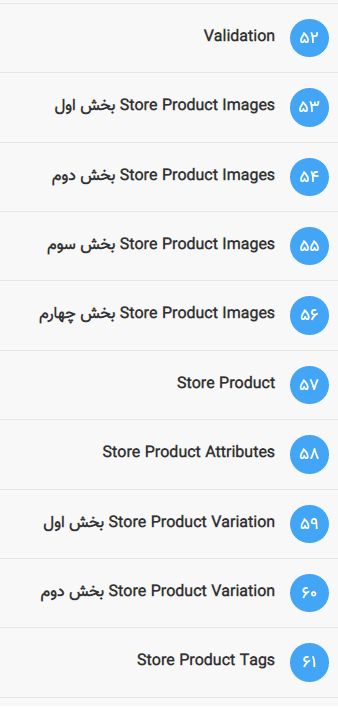 ۵۲ Validation
۵۳ Store Product Images بخش اول
۵۴ Store Product Images بخش دوم
۵۵ Store Product Images بخش سوم
۵۶ Store Product Images بخش چهارم
۵۷ Store Product
۵۸ Store Product Attributes
۵۹ Store Product Variation بخش اول
۶۰ Store Product Variation بخش دوم
۶۱ Store Product Tags